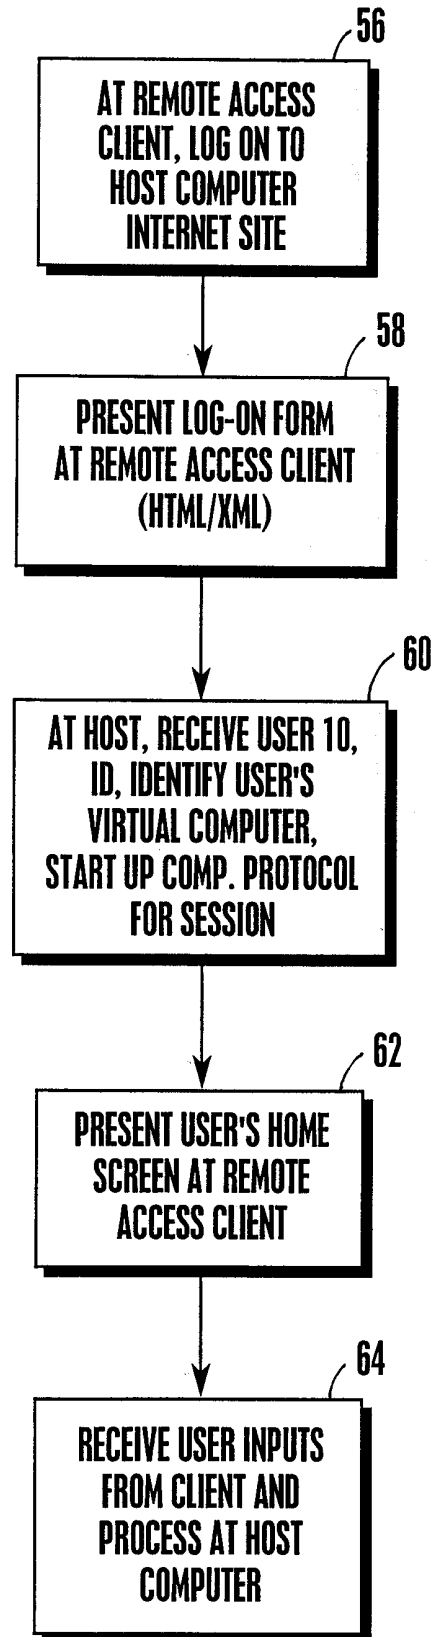 56
AT REMOTE ACCESS
CLIENT, LOG ON TO
HOST COMPUTER
INTERNET SITE
58
PRESENT LOG-ON FORM
AT REMOTE ACCESS CLIENT
(HTML/XML)
60
AT HOST, RECEIVE USER 10,
ID, IDENTIFY USER'S
VIRTUAL COMPUTER,
START UP COMP. PROTOCOL
FOR SESSION
62
PRESENT USER'S HOME
SCREEN AT REMOTE
ACCESS CLIENT
64
RECEIVE USER INPUTS
FROM CLIENT AND
PROCESS AT HOST
COMPUTER